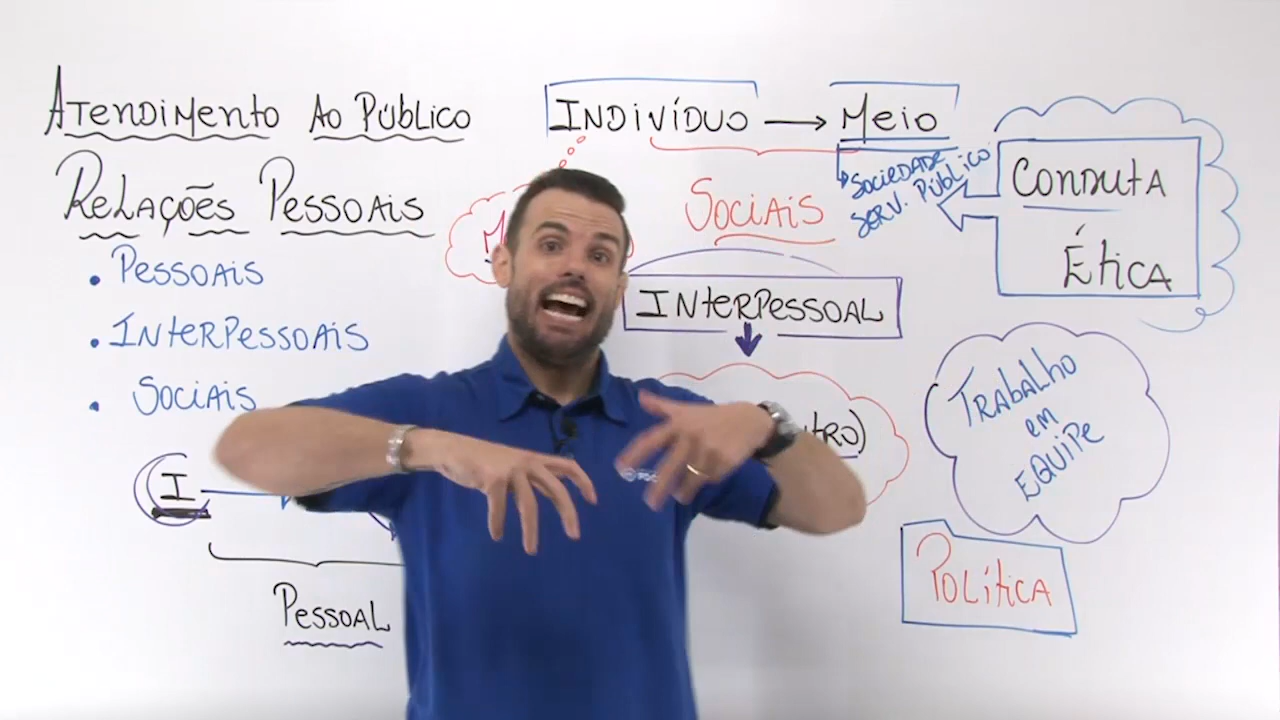 Atendimento Ao Público
Relações Pessoais
• Pessoais
• Interpessoais
• Sociais
I
Pessoal
Indivíduo → Meio
Sociedade
Serv. Público
Sociais
Interpessoal
Conduta
Ética
Trabalho
em
Equipe
Política